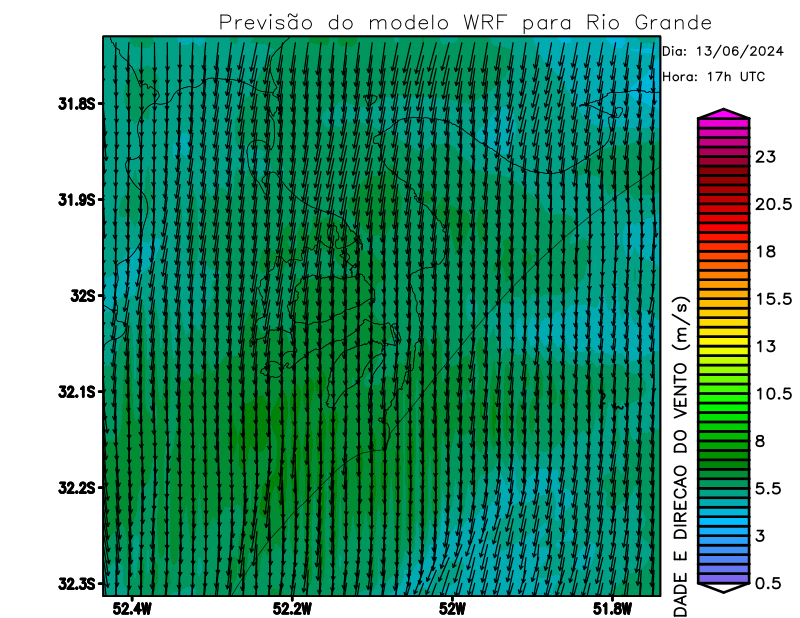 Previsão do modelo WRF para Rio Grande
Dia: 13/06/2024
Hora: 17h UTC
31.8S
31.9S
32S
32.1S
32.2S
32.3S
52.4W
52.2W
52W
51.8W
23
20.5
18
15.5
13
10.5
8
5.5
3
0.5
DADE E DIRECAO DO VENTO (m/s)